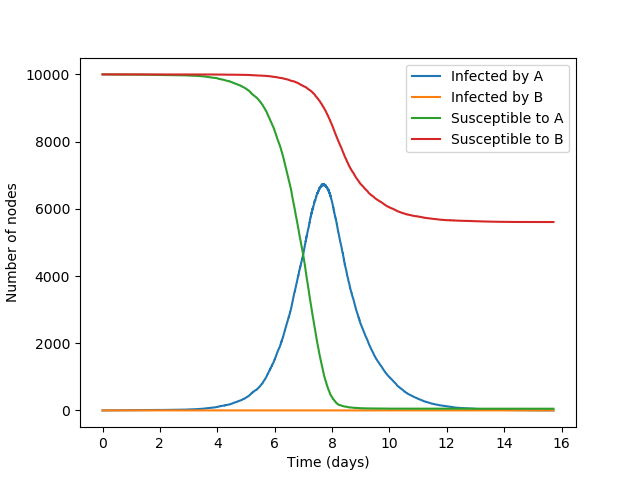 Number of nodes
10000
8000
6000
4000
2000
0
Infected by A
Infected by B
Susceptible to A
Susceptible to B
0 2 4 6 8 10 12 14 16
Time (days)